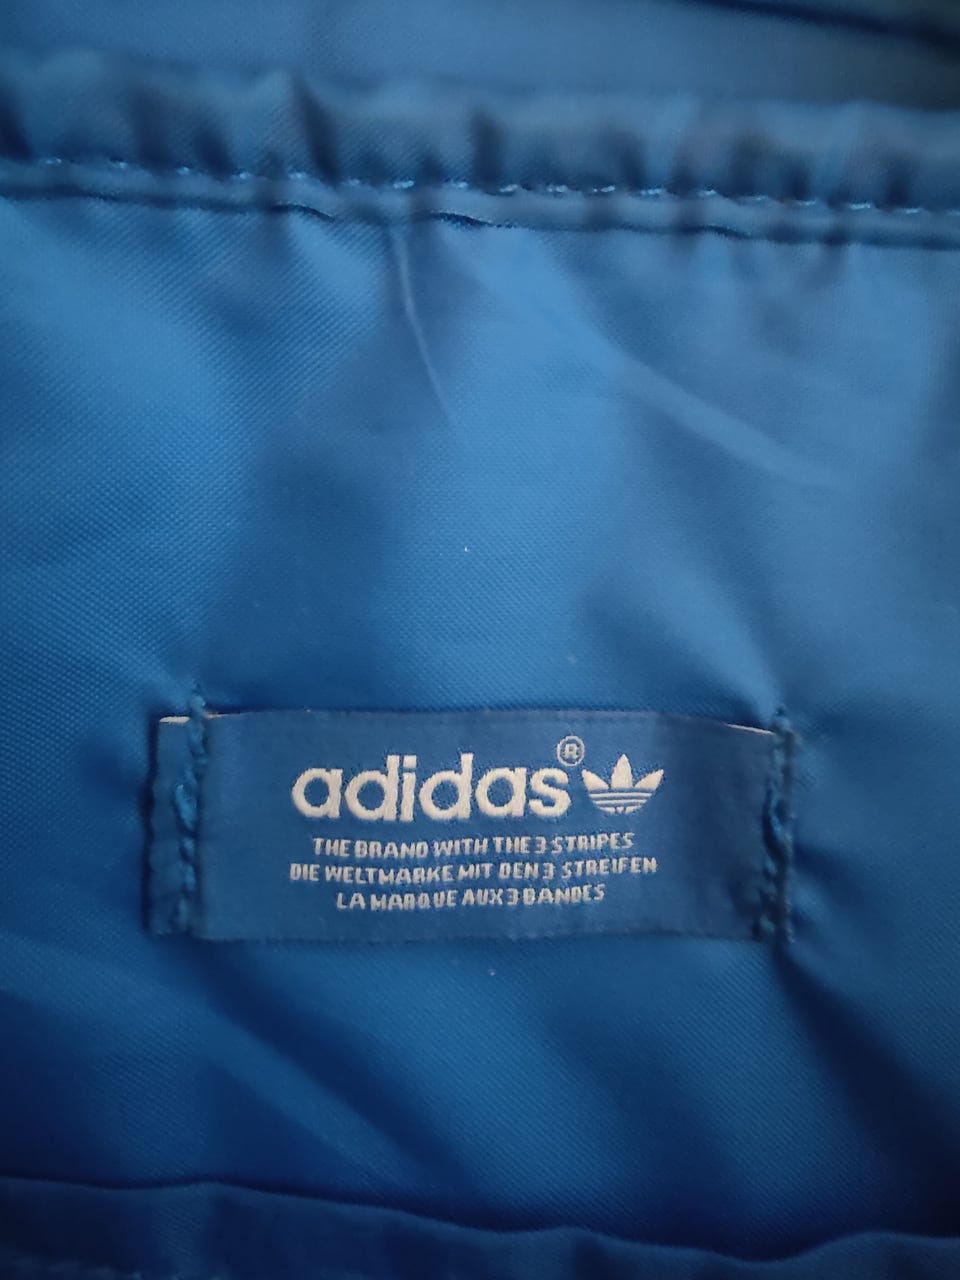 adidas®
THE BRAND WITH THE 3 STRIPES
DIE WELTMARKE MIT DEN 3 STREIFEN
LA MARQUE AUX 3 BANDES